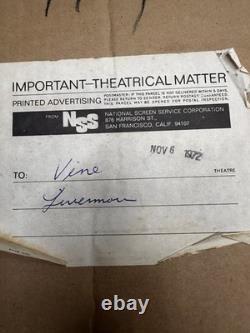 IMPORTANT—THEATRICAL MATTER
PRINTED ADVERTISING
POSTMASTER: IF THIS PARCEL IS NOT DELIVERED WITHIN 5 DAYS,
PLEASE RETURN TO SENDER. RETURN POSTAGE GUARANTEED.
THIS PARCEL MAY BE OPENED FOR POSTAL INSPECTION.
FROM NSS
NATIONAL SCREEN SERVICE CORPORATION
876 HARRISON ST.,
SAN FRANCISCO, CALIF. 94107
NOV 6 1972
TO: Vine
THEATRE
Livermore
ebay